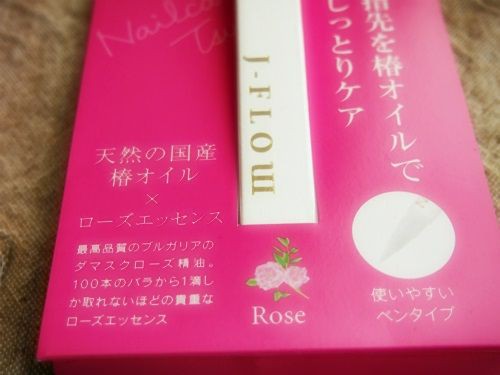 Nailca
Tsu
J-FLOW
指先を椿オイルで
しっとりケア
天然の国産
椿オイル
×
ローズエッセンス
最高品質のブルガリアの
ダマスクローズ精油。
100本のバラから1滴し
か取れないほどの貴重な
ローズエッセンス
Rose
使いやすい
ペンタイプ